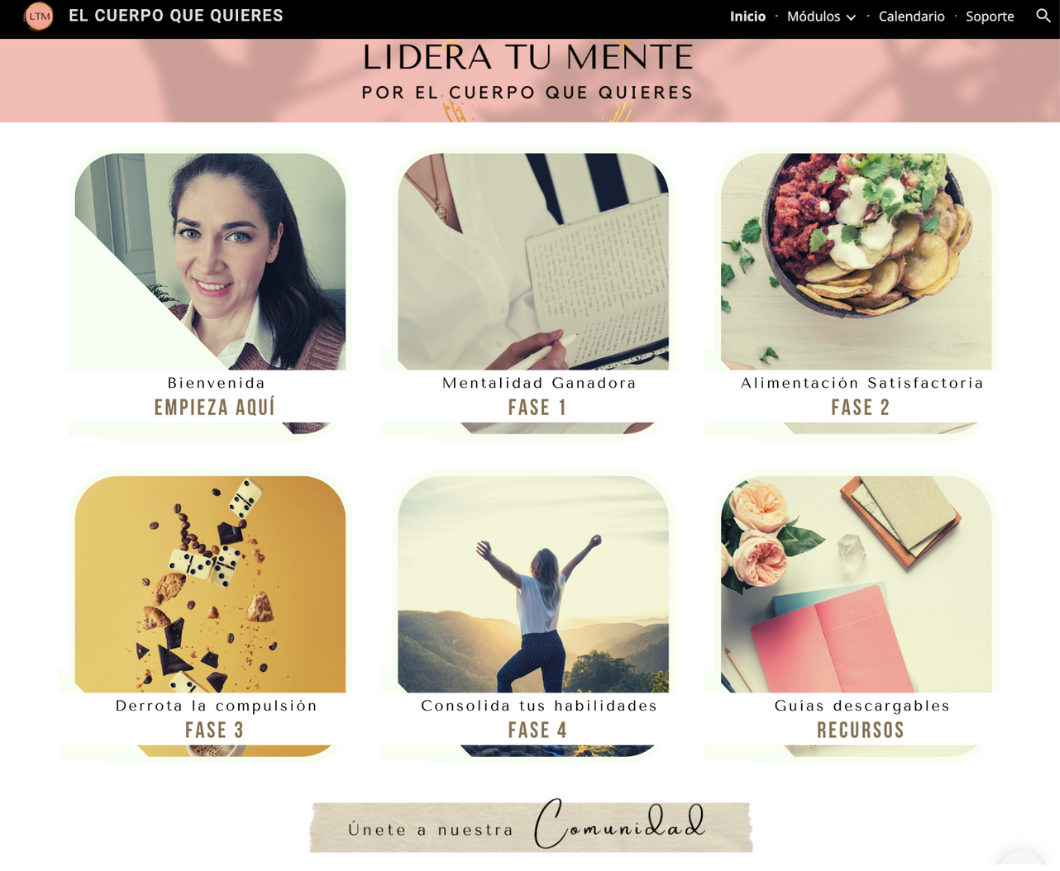 LTM EL CUERPO QUE QUIERES
Inicio · Módulos · Calendario · Soporte
LIDERA TU MENTE
POR EL CUERPO QUE QUIERES
Bienvenida
EMPIEZA AQUÍ
Mentalidad Ganadora
FASE 1
Alimentación Satisfactoria
FASE 2
Derrota la compulsión
FASE 3
Consolida tus habilidades
FASE 4
Guías descargables
RECURSOS
Únete a nuestra Comunidad